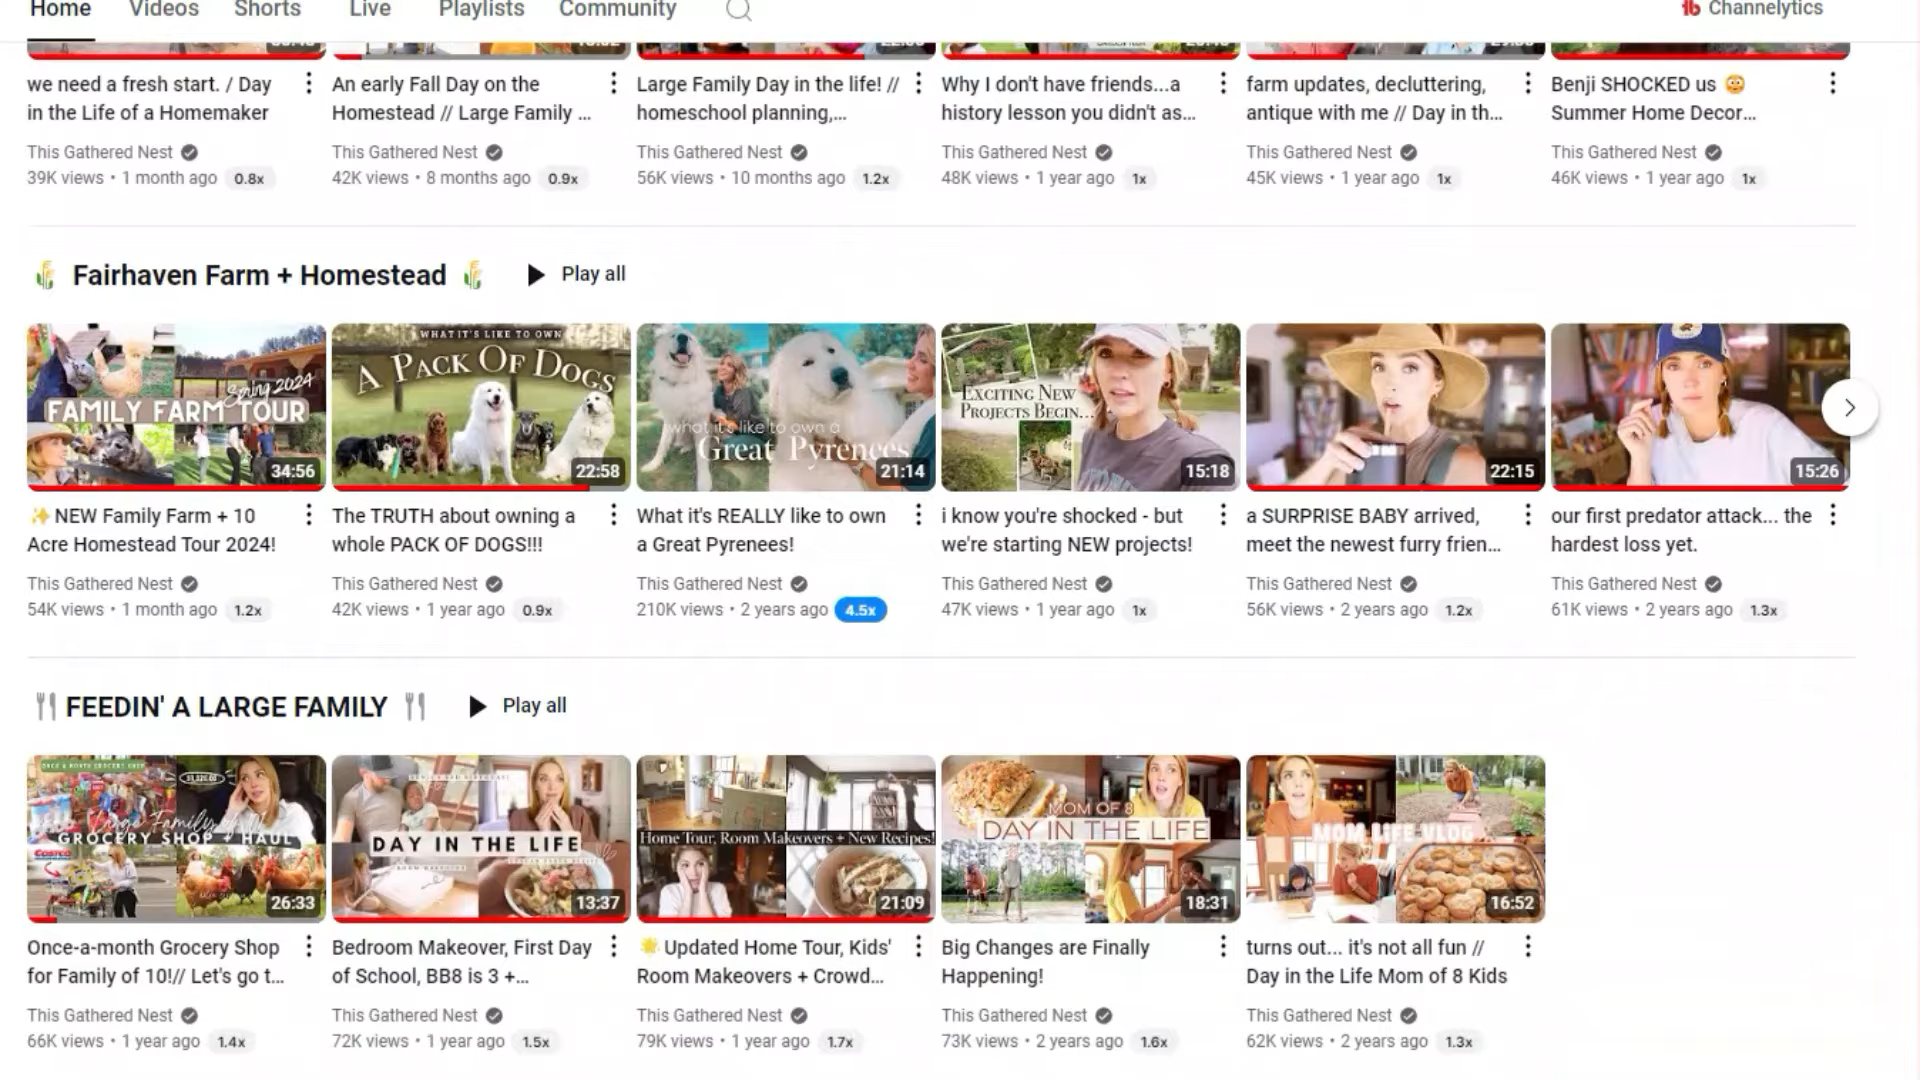 Home Videos Shorts Live Playlists Community Channelytics
we need a fresh start. / Day
in the Life of a Homemaker
This Gathered Nest
39K views • 1 month ago 0.8x
An early Fall Day on the
Homestead // Large Family ...
This Gathered Nest
42K views • 8 months ago 0.9x
Large Family Day in the life! //
homeschool planning,...
This Gathered Nest
56K views • 10 months ago 1.2x
Why I don't have friends...a
history lesson you didn't as...
This Gathered Nest
48K views • 1 year ago 1x
farm updates, decluttering,
antique with me // Day in th...
This Gathered Nest
45K views • 1 year ago 1x
Benji SHOCKED us 😳
Summer Home Decor...
This Gathered Nest
46K views • 1 year ago 1x
Fairhaven Farm + Homestead Play all
Spring 2024
FAMILY FARM TOUR
34:56
✨ NEW Family Farm + 10
Acre Homestead Tour 2024!
This Gathered Nest
54K views • 1 month ago 1.2x
WHAT IT'S LIKE TO OWN
A PACK OF DOGS
22:58
The TRUTH about owning a
whole PACK OF DOGS!!!
This Gathered Nest
42K views • 1 year ago 0.9x
what it's like to own a
Great Pyrenees
21:14
What it's REALLY like to own
a Great Pyrenees!
This Gathered Nest
210K views • 2 years ago 4.5x
EXCITING NEW
PROJECTS BEGIN...
15:18
i know you're shocked - but
we're starting NEW projects!
This Gathered Nest
47K views • 1 year ago 1x
22:15
a SURPRISE BABY arrived,
meet the newest furry frien...
This Gathered Nest
56K views • 2 years ago 1.2x
15:26
our first predator attack... the
hardest loss yet.
This Gathered Nest
61K views • 2 years ago 1.3x
🍴 FEEDIN' A LARGE FAMILY 🍴 Play all
ONCE A MONTH GROCERY SHOP
Large Family of
GROCERY SHOP + HAUL
COSTCO
26:33
Once-a-month Grocery Shop
for Family of 10!// Let's go t...
This Gathered Nest
66K views • 1 year ago 1.4x
DAY IN THE LIFE
13:37
Bedroom Makeover, First Day
of School, BB8 is 3 +...
This Gathered Nest
72K views • 1 year ago 1.5x
Home Tour, Room Makeovers + New Recipes!
21:09
🌟 Updated Home Tour, Kids'
Room Makeovers + Crowd...
This Gathered Nest
79K views • 1 year ago 1.7x
MOM OF 8
DAY IN THE LIFE
18:31
Big Changes are Finally
Happening!
This Gathered Nest
73K views • 2 years ago 1.6x
MOM LIFE VLOG
16:52
turns out... it's not all fun //
Day in the Life Mom of 8 Kids
This Gathered Nest
62K views • 2 years ago 1.3x